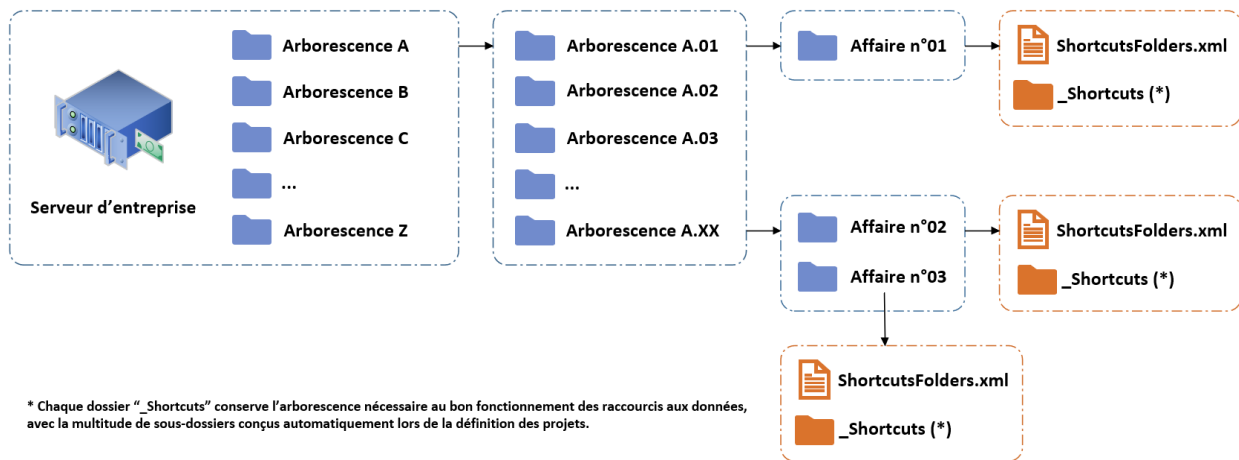 Serveur d’entreprise
Arborescence A
Arborescence B
Arborescence C
...
Arborescence Z
Arborescence A.01
Arborescence A.02
Arborescence A.03
...
Arborescence A.XX
Affaire n°01
ShortcutsFolders.xml
_Shortcuts (*)
Affaire n°02
Affaire n°03
ShortcutsFolders.xml
_Shortcuts (*)
ShortcutsFolders.xml
_Shortcuts (*)
* Chaque dossier “_Shortcuts” conserve l’arborescence nécessaire au bon fonctionnement des raccourcis aux données,
avec la multitude de sous-dossiers conçus automatiquement lors de la définition des projets.